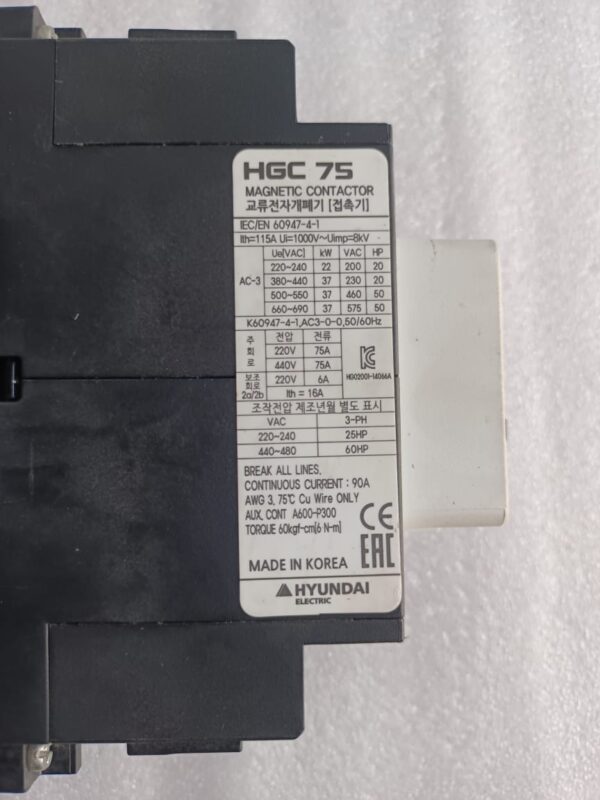 HGC 75
MAGNETIC CONTACTOR
교류전자개폐기 [접촉기]
IEC/EN 60947-4-1
Ith=115A Ui=1000V~Uimp=8kV
Ue[VAC] kW VAC HP
AC-3
220~240 22 200 20
380~440 37 230 20
500~550 37 460 50
660~690 37 575 50
K60947-4-1,AC3-0-0,50/60Hz
주회로 전압 전류
220V 75A
440V 75A
보조회로 2a/2b 220V 6A
Ith = 16A
HG02001-14066A
조작전압 제조년월 별도 표시
VAC 3-PH
220-240 25HP
440-480 60HP
BREAK ALL LINES.
CONTINUOUS CURRENT : 90A
AWG 3, 75℃ Cu Wire ONLY
AUX. CONT A600-P300
TORQUE 60kgf-cm[6 N-m]
CE
EAC
MADE IN KOREA
HYUNDAI
ELECTRIC